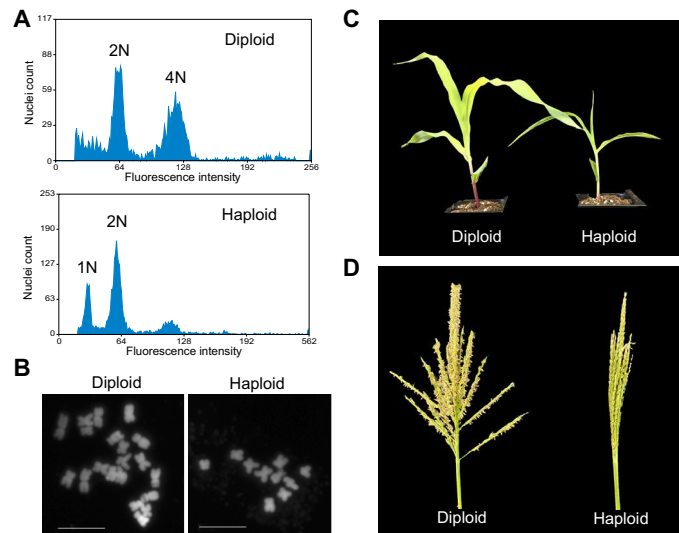 A
117
88
59
29
0
Nuclei count
Diploid
2N
4N
0
64
128
192
256
Fluorescence intensity
253
190
127
63
0
Nuclei count
Haploid
1N
2N
0
64
128
192
562
Fluorescence intensity
B
Diploid
Haploid
C
Diploid
Haploid
D
Diploid
Haploid